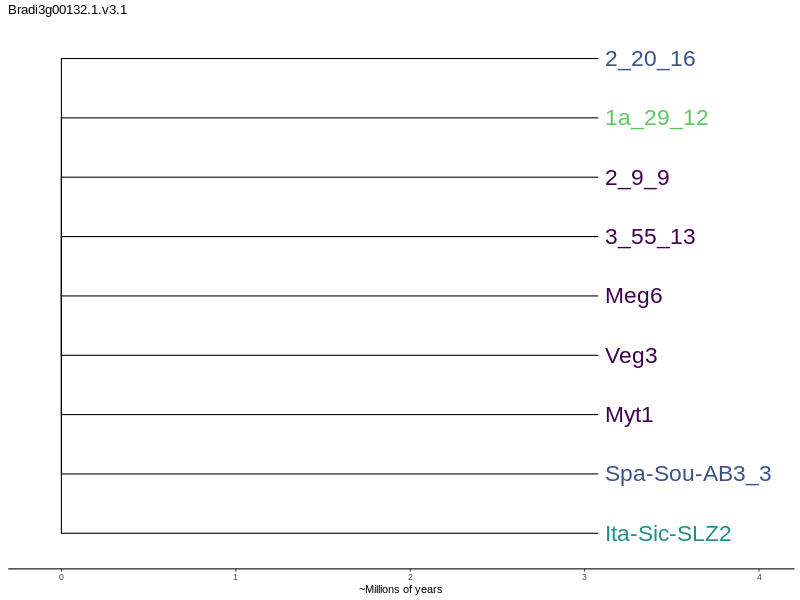 Bradi3g00132.1.v3.1
2_20_16
1a_29_12
2_9_9
3_55_13
Meg6
Veg3
Myt1
Spa-Sou-AB3_3
Ita-Sic-SLZ2
0 1 2 3 4
~Millions of years